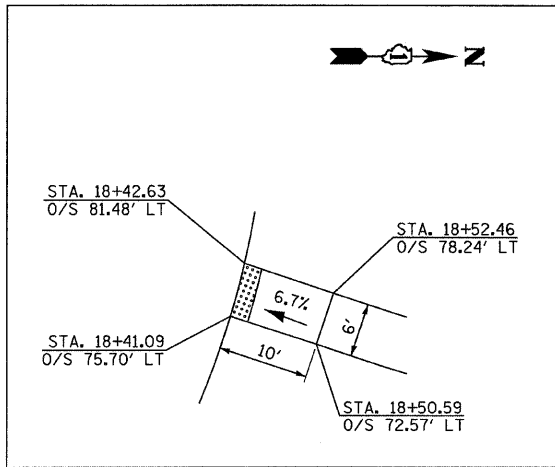 N
STA. 18+42.63
O/S 81.48' LT
STA. 18+52.46
O/S 78.24' LT
6.7%
6'
STA. 18+41.09
O/S 75.70' LT
10'
STA. 18+50.59
O/S 72.57' LT